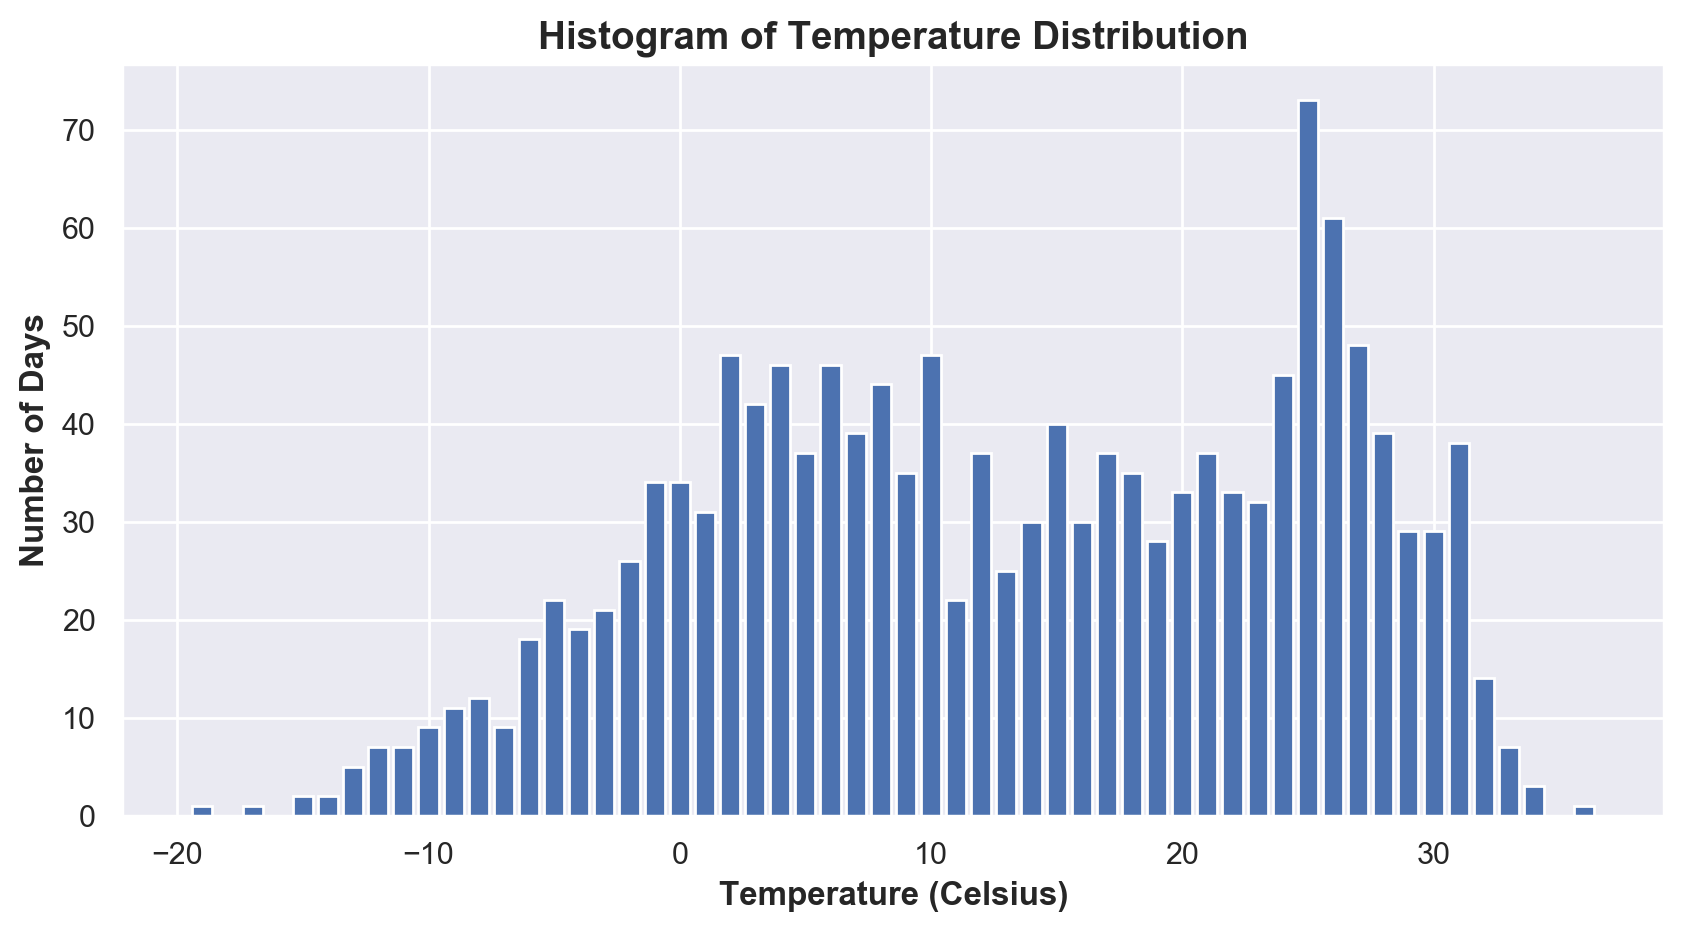 Histogram of Temperature Distribution
Number of Days
70
60
50
40
30
20
10
0
−20 −10 0 10 20 30
Temperature (Celsius)